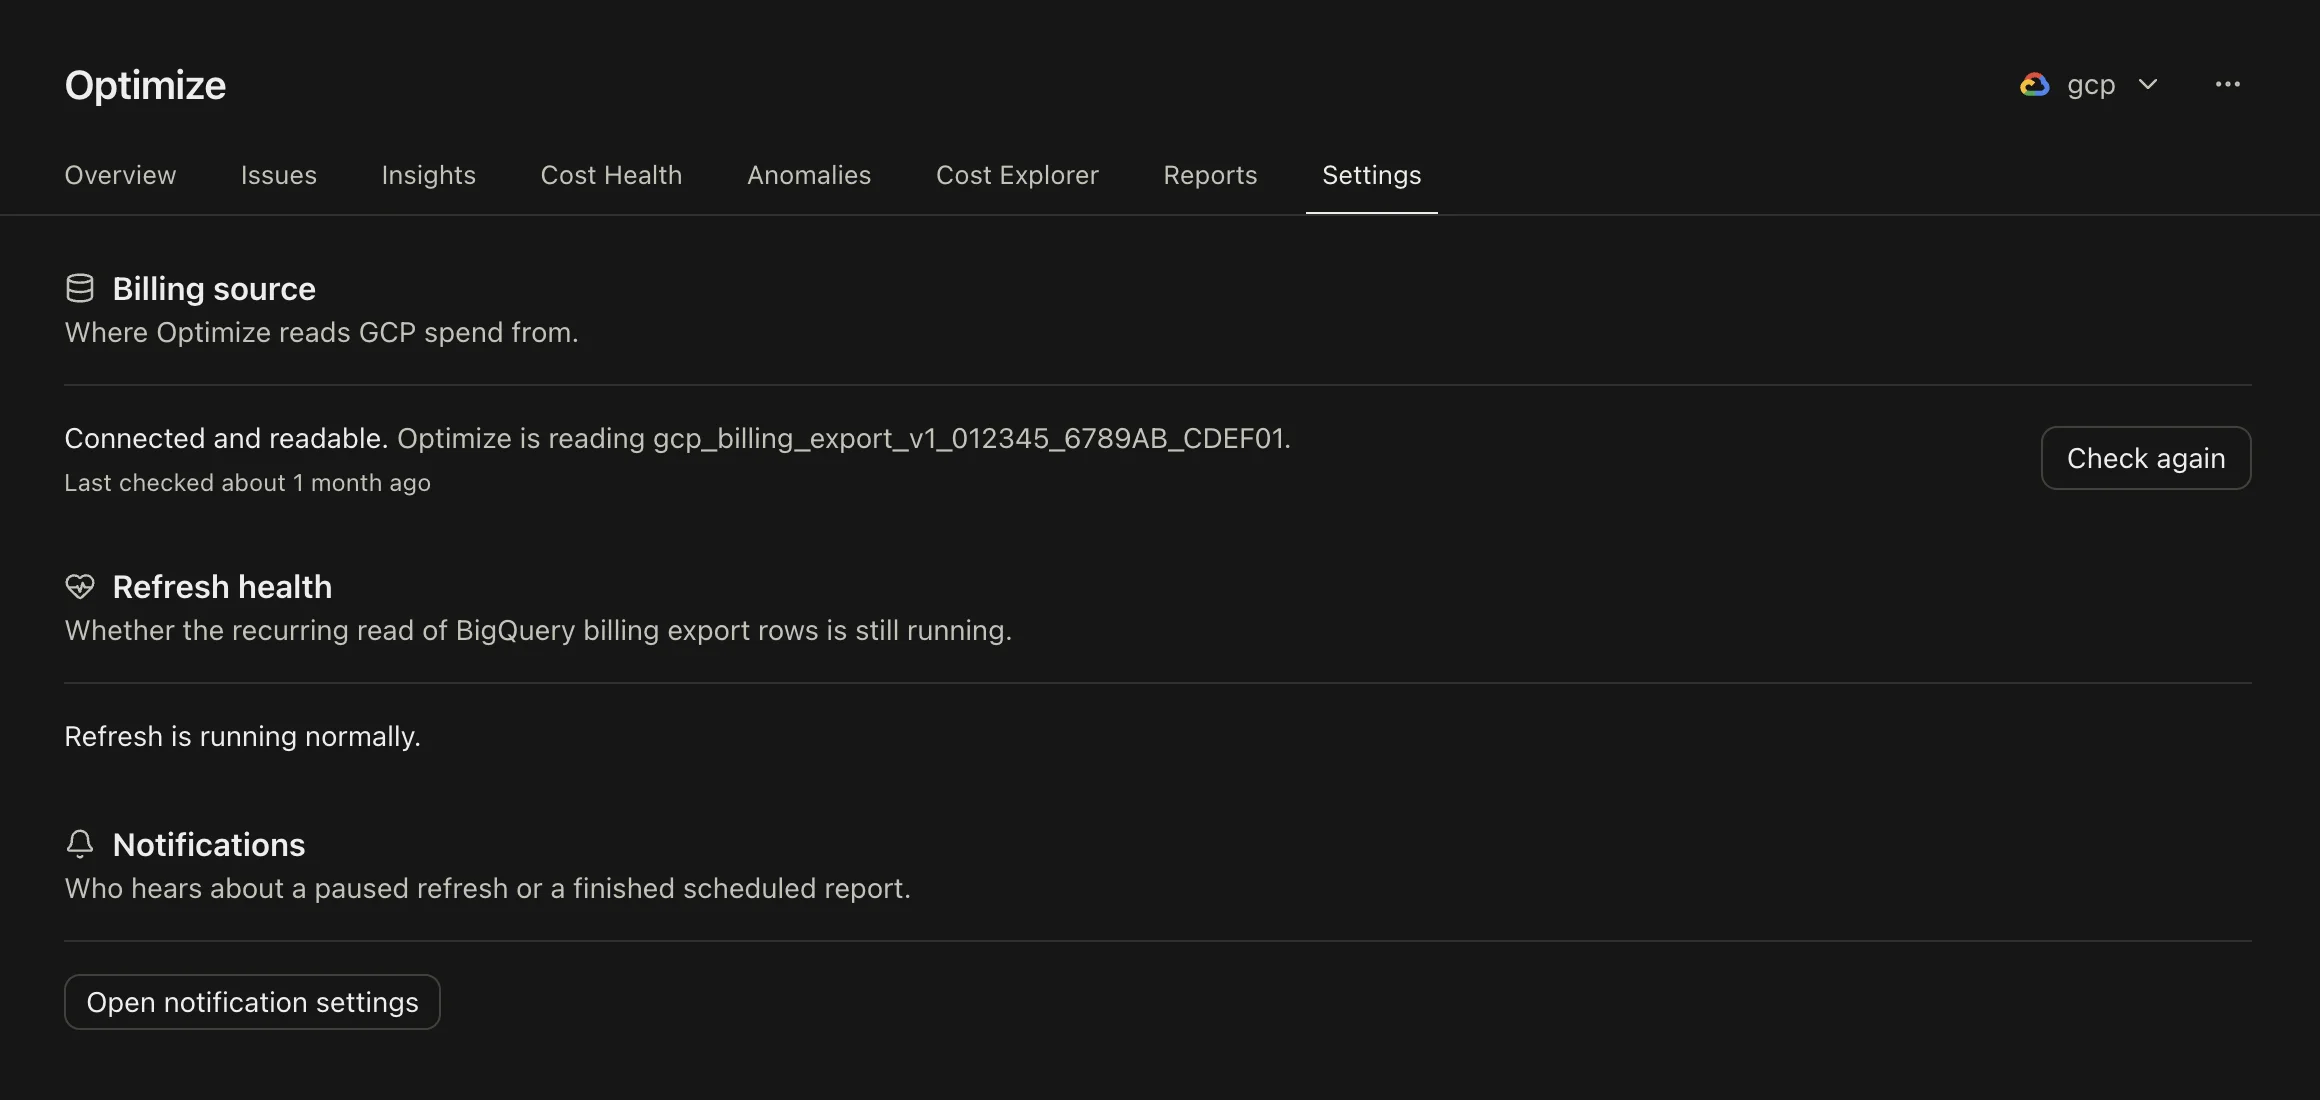 Optimize
gcp
Overview Issues Insights Cost Health Anomalies Cost Explorer Reports Settings
Billing source
Where Optimize reads GCP spend from.
Connected and readable. Optimize is reading gcp_billing_export_v1_012345_6789AB_CDEF01.
Last checked about 1 month ago
Check again
Refresh health
Whether the recurring read of BigQuery billing export rows is still running.
Refresh is running normally.
Notifications
Who hears about a paused refresh or a finished scheduled report.
Open notification settings